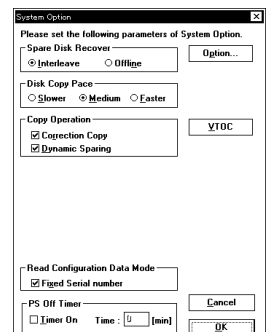 System Option
Please set the following parameters of System Option.
Spare Disk Recover
Interleave Offline
Option...
Disk Copy Pace
Slower Medium Faster
Copy Operation
Correction Copy
Dynamic Sparing
VTOC
Read Configuration Data Mode
Fixed Serial number
PS Off Timer
Timer On Time : 0 [min]
Cancel
OK